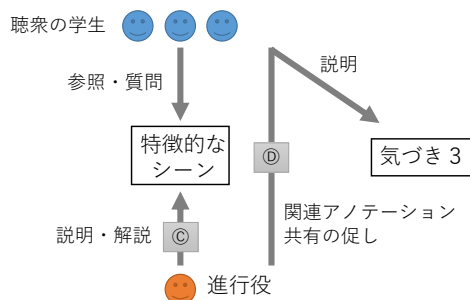 聴衆の学生
参照・質問
説明
特徴的な
シーン
Ⓓ
気づき３
Ⓒ
説明・解説
関連アノテーション
共有の促し
進行役